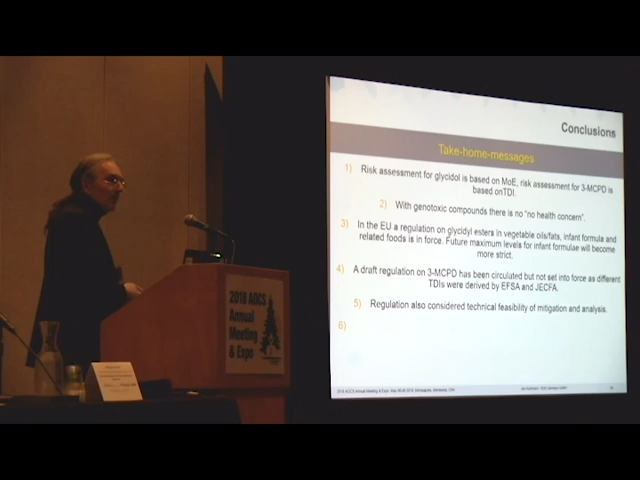 Conclusions
Take-home-messages
1) Risk assessment for glycidol is based on MoE, risk assessment for 3-MCPD is
based onTDI.
2) With genotoxic compounds there is no "no health concern".
3) In the EU a regulation on glycidyl esters in vegetable oils/fats, infant formula and
related foods is in force. Future maximum levels for infant formulae will become
more strict.
4) A draft regulation on 3-MCPD has been circulated but not set into force as different
TDIs were derived by EFSA and JECFA.
5) Regulation also considered technical feasibility of mitigation and analysis.
6)
2018 AOCS
Annual
Meeting
& Expo